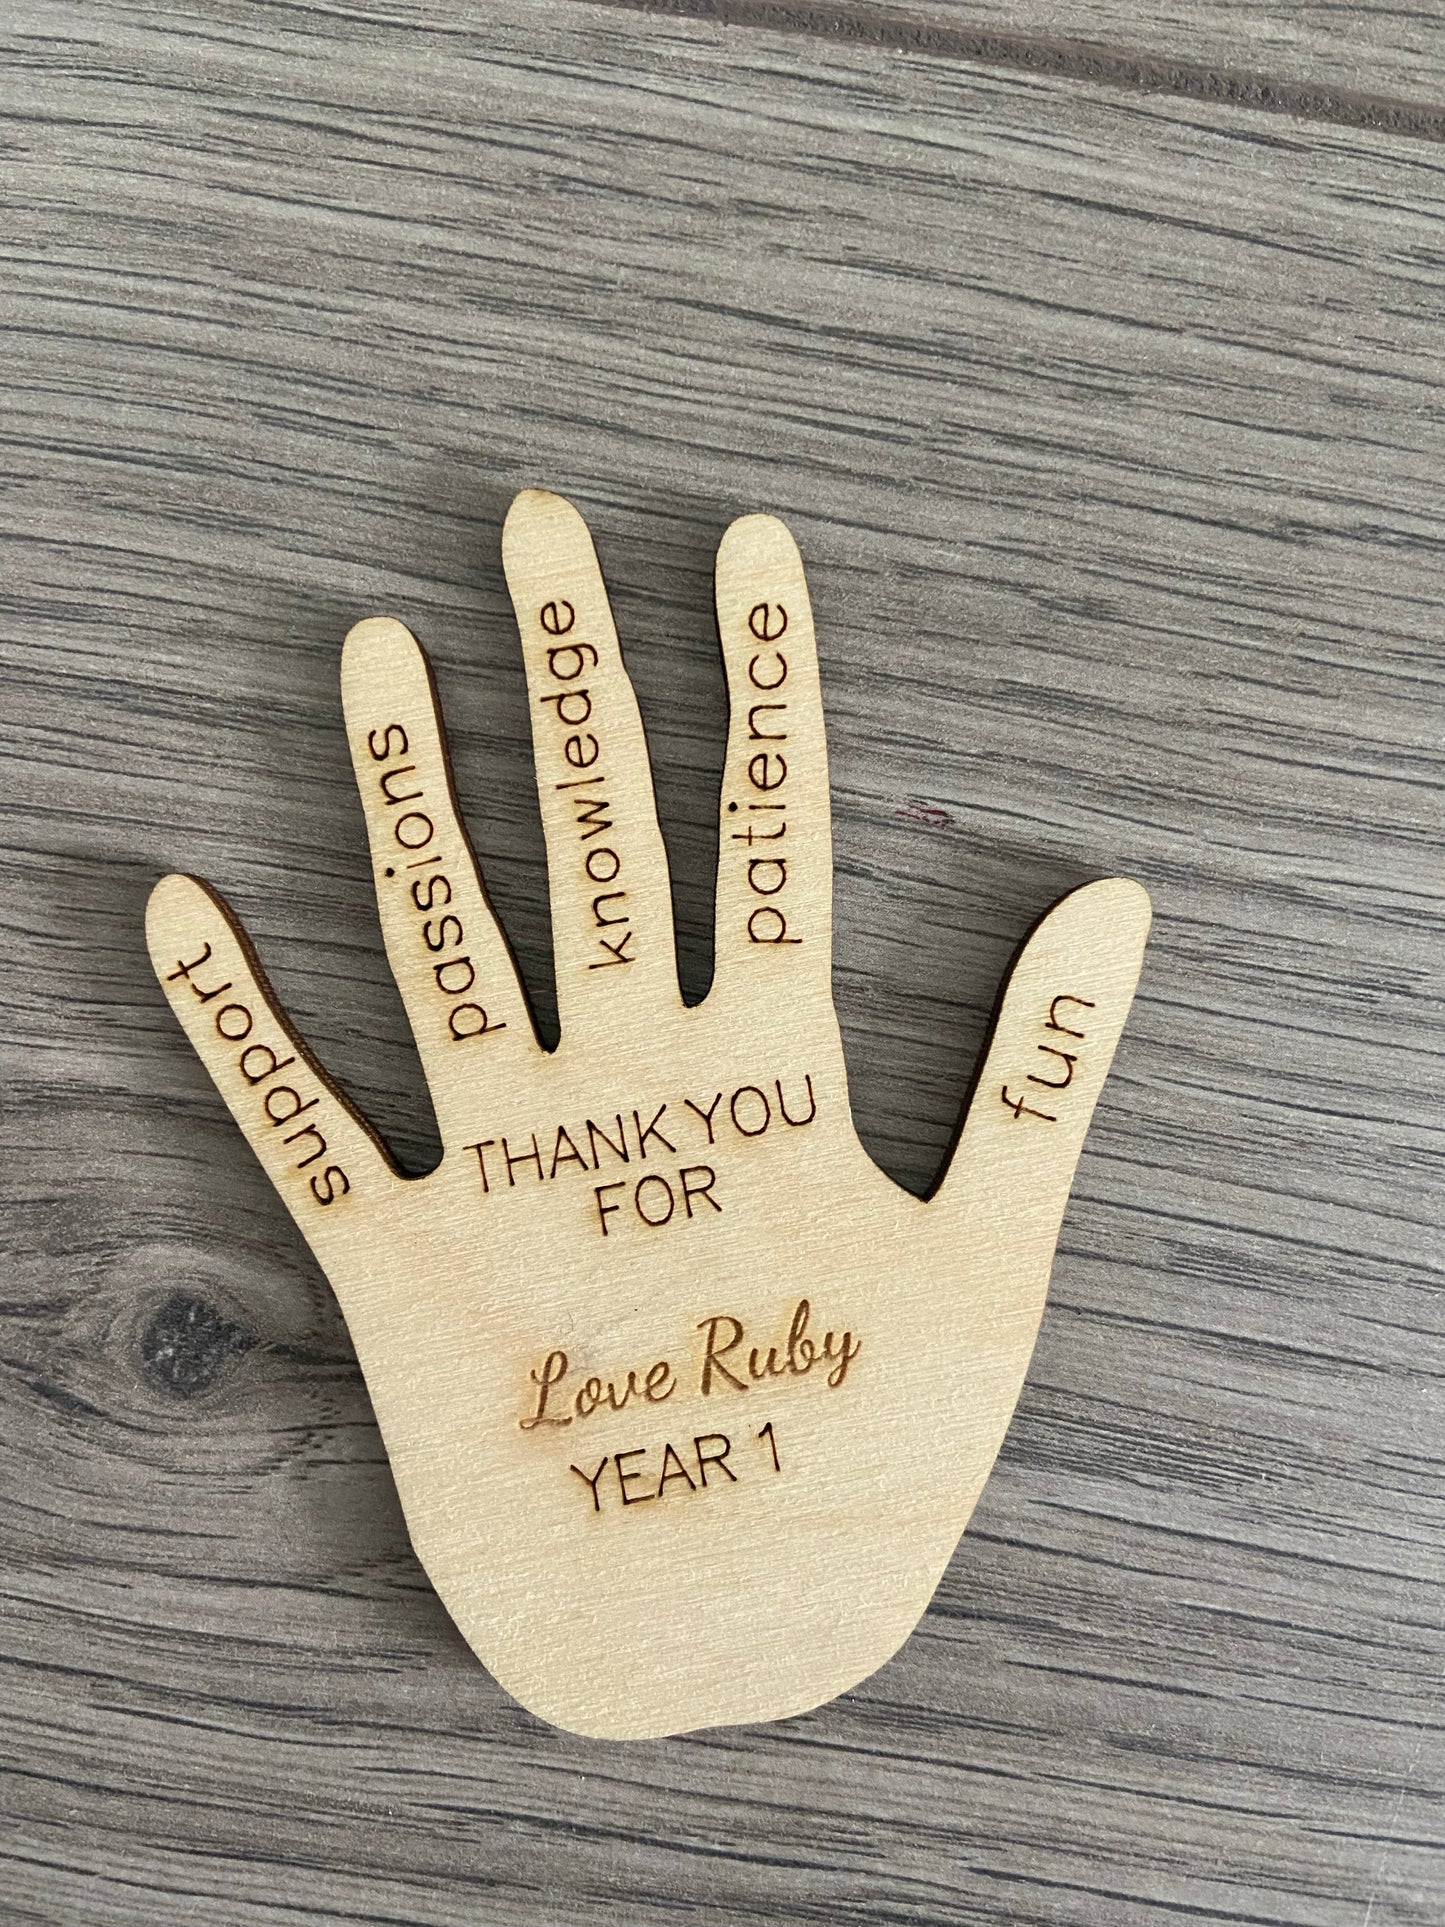 support
passions
knowledge
patience
fun
THANK YOU
FOR
Love Ruby
YEAR 1